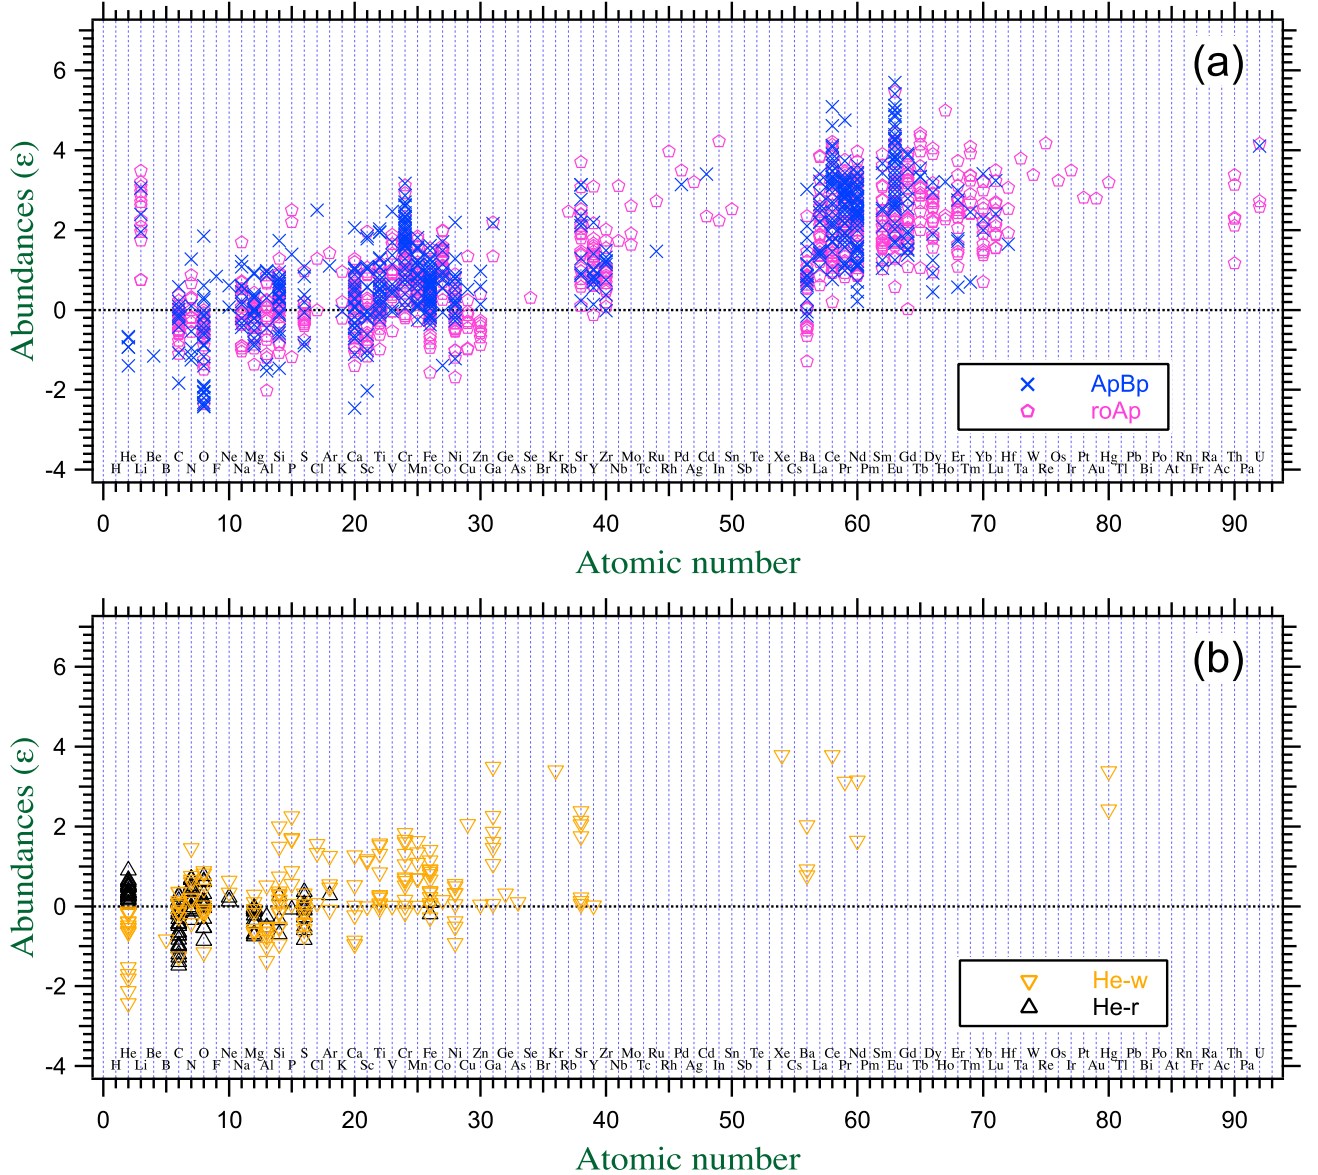 (a)
6
4
2
0
-2
-4
Abundances (ε)
ApBp
roAp
He Be C O Ne Mg Si S Ar Ca Ti Cr Fe Ni Zn Ge Se Kr Sr Zr Mo Ru Pd Cd Sn Te Ba Ce Nd Sm Gd Dy Er Yb Hf W Os Pt Hg Pb Po Rn Ra Th U
H Li B N F Na Al P Cl K Sc V Mn Co Cu Ga As Br Rb Y Nb Tc Rh Ag In Sb I Cs La Pr Pm Eu Tb Ho Tm Lu Ta Re Ir Au Tl Bi At Fr Ac Pa
0 10 20 30 40 50 60 70 80 90
Atomic number
(b)
6
4
2
0
-2
-4
Abundances (ε)
He-w
He-r
He Be C O Ne Mg Si S Ar Ca Ti Cr Fe Ni Zn Ge Se Kr Sr Zr Mo Ru Pd Cd Sn Te Xe Ba Ce Nd Sm Gd Dy Er Yb Hf W Os Pt Hg Pb Po Rn Ra Th U
H Li B N F Na Al P Cl K Sc V Mn Co Cu Ga As Br Rb Y Nb Tc Rh Ag In Sb I Cs La Pr Pm Eu Tb Ho Tm Lu Ta Re Ir Au Tl Bi At Fr Ac Pa
0 10 20 30 40 50 60 70 80 90
Atomic number